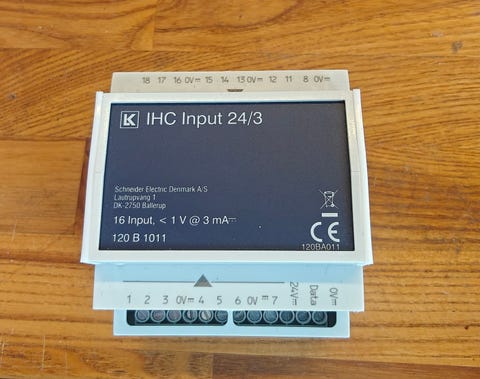 18 17 16 0V⎓ 15 14 13 0V⎓ 12 11 8 0V⎓
LK IHC Input 24/3
Schneider Electric Denmark A/S
Lautrupvang 1
DK-2750 Ballerup
16 Input, < 1 V @ 3 mA⎓
CE
120 B 1011
120BA011
1 2 3 0V⎓ 4 5 6 0V⎓ 7 24V⎓ Data 0V⎓